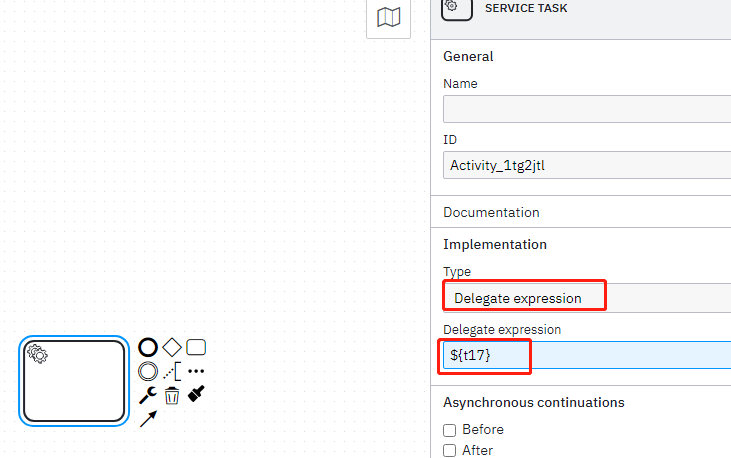 SERVICE TASK
General
Name
ID
Activity_1tg2jtl
Documentation
Implementation
Type
Delegate expression
Delegate expression
${t17}
Asynchronous continuations
Before
After